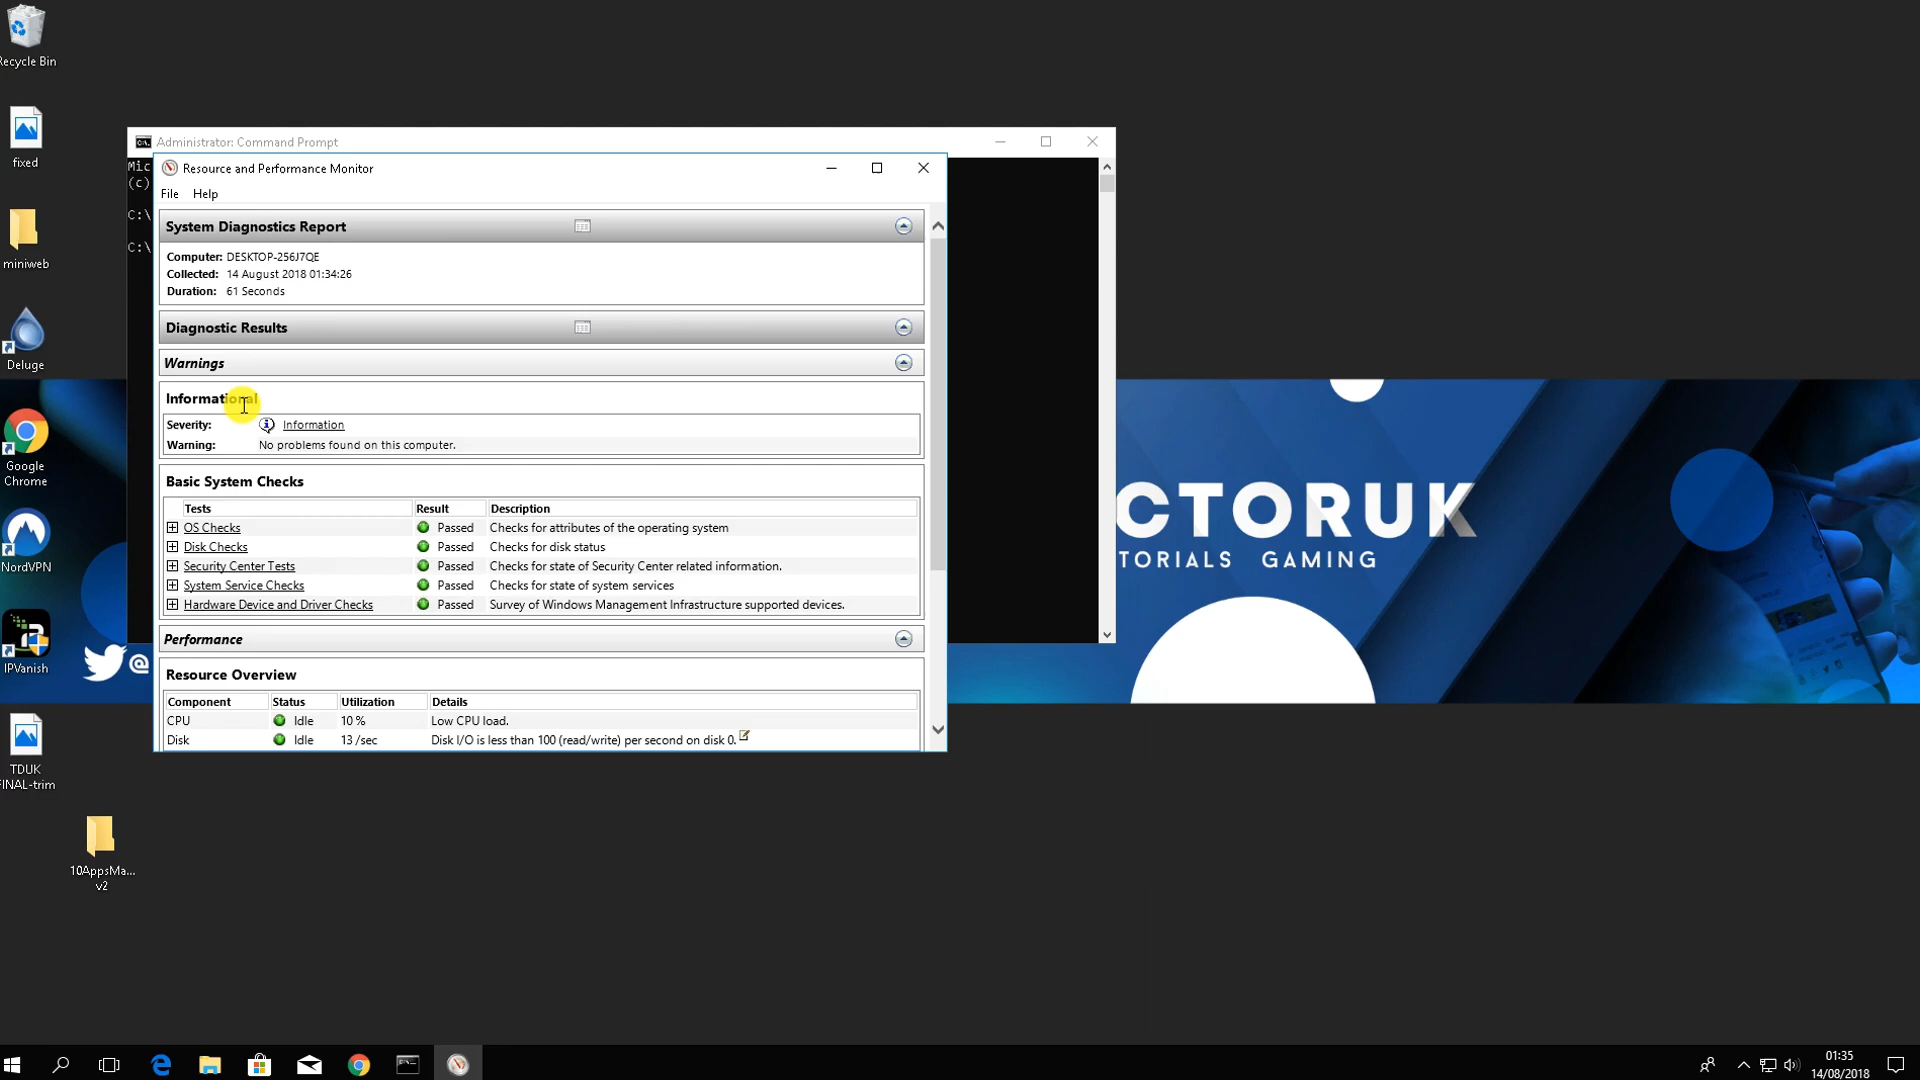 Recycle Bin
fixed
miniweb
Deluge
Google
Chrome
NordVPN
IPVanish
TDUK
FINAL-trim
10AppsMa...
v2
Administrator: Command Prompt
Mic
(c)
C:\
C:\
Resource and Performance Monitor
File Help
System Diagnostics Report
Computer: DESKTOP-256J7QE
Collected: 14 August 2018 01:34:26
Duration: 61 Seconds
Diagnostic Results
Warnings
Informational
Severity: Information
Warning: No problems found on this computer.
Basic System Checks
Tests Result Description
OS Checks Passed Checks for attributes of the operating system
Disk Checks Passed Checks for disk status
Security Center Tests Passed Checks for state of Security Center related information.
System Service Checks Passed Checks for state of system services
Hardware Device and Driver Checks Passed Survey of Windows Management Infrastructure supported devices.
Performance
Resource Overview
Component Status Utilization Details
CPU Idle 10 % Low CPU load.
Disk Idle 13 /sec Disk I/O is less than 100 (read/write) per second on disk 0.
CTORUK
TORIALS GAMING
@
01:35
14/08/2018